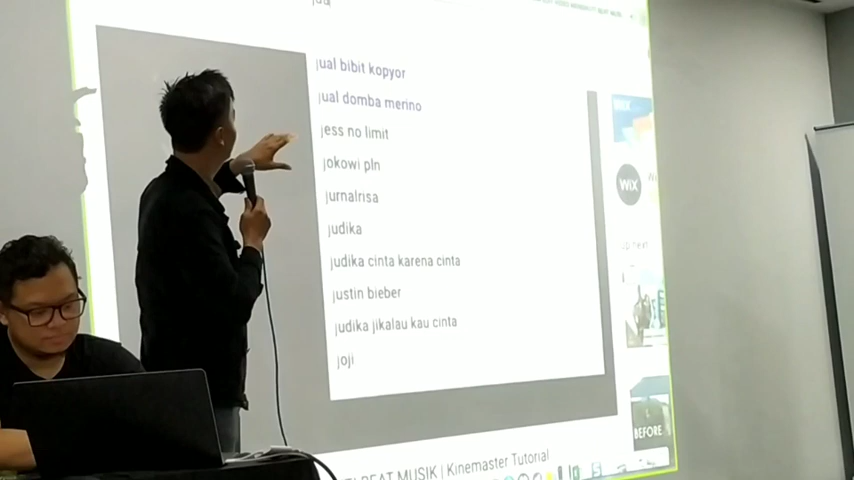 jual bibit kopyor
jual domba merino
jess no limit
jokowi pln
jurnalrisa
judika
judika cinta karena cinta
justin bieber
judika jikalau kau cinta
joji
WIX
BEAT MUSIK | Kinemaster Tutorial
BEFORE